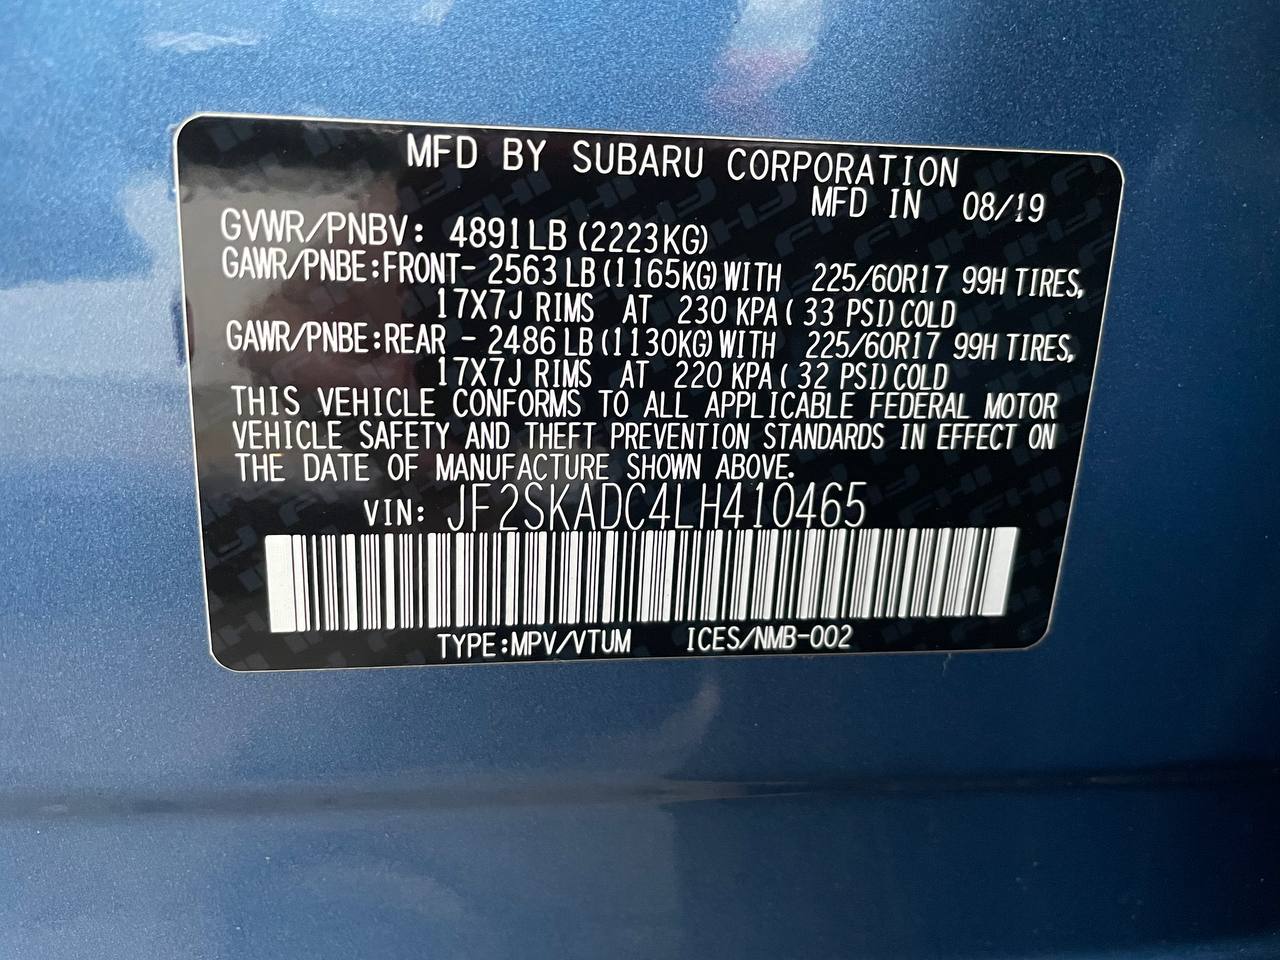 MFD BY SUBARU CORPORATION
MFD IN 08/19
GVWR/PNBV: 4891LB (2223KG)
GAWR/PNBE:FRONT- 2563 LB (1165KG) WITH 225/60R17 99H TIRES,
17X7J RIMS AT 230 KPA ( 33 PSI) COLD
GAWR/PNBE:REAR - 2486 LB (1130KG) WITH 225/60R17 99H TIRES,
17X7J RIMS AT 220 KPA ( 32 PSI) COLD
THIS VEHICLE CONFORMS TO ALL APPLICABLE FEDERAL MOTOR
VEHICLE SAFETY AND THEFT PREVENTION STANDARDS IN EFFECT ON
THE DATE OF MANUFACTURE SHOWN ABOVE.
VIN: JF2SKADC4LH410465
TYPE:MPV/VTUM ICES/NMB-002